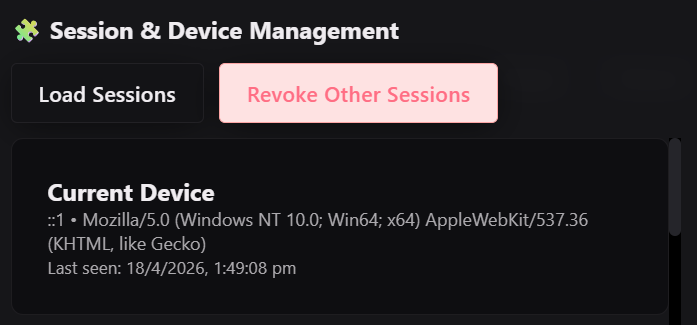 Session & Device Management
Load Sessions
Revoke Other Sessions
Current Device
::1 • Mozilla/5.0 (Windows NT 10.0; Win64; x64) AppleWebKit/537.36
(KHTML, like Gecko)
Last seen: 18/4/2026, 1:49:08 pm